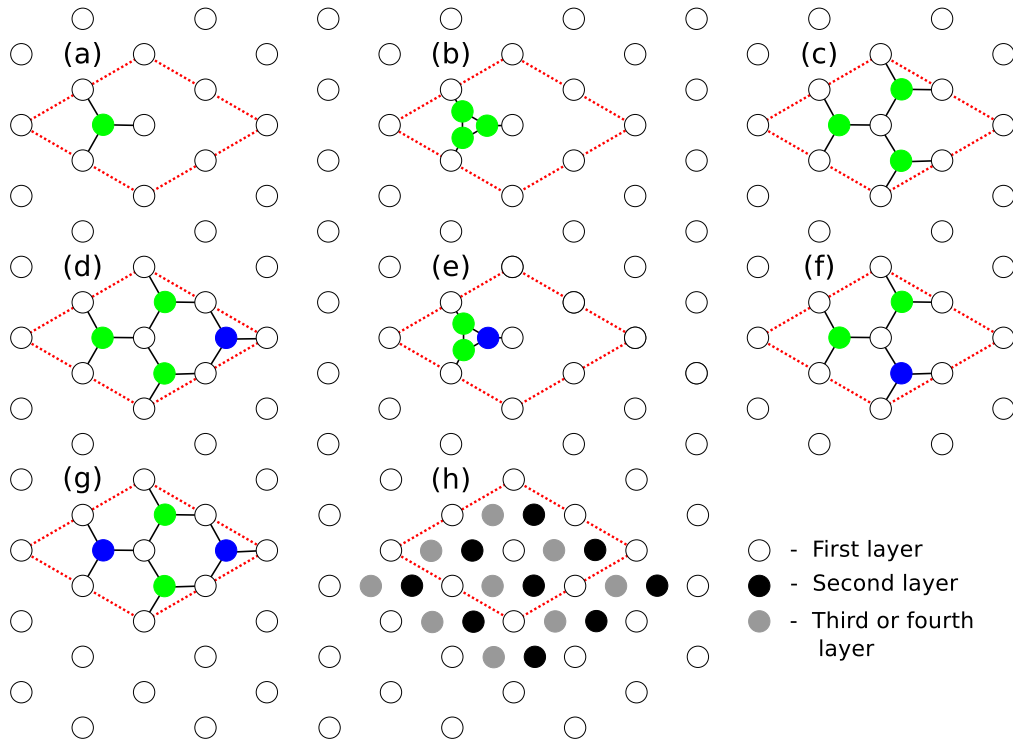 (a)
(b)
(c)
(d)
(e)
(f)
(g)
(h)
- First layer
- Second layer
- Third or fourth
layer